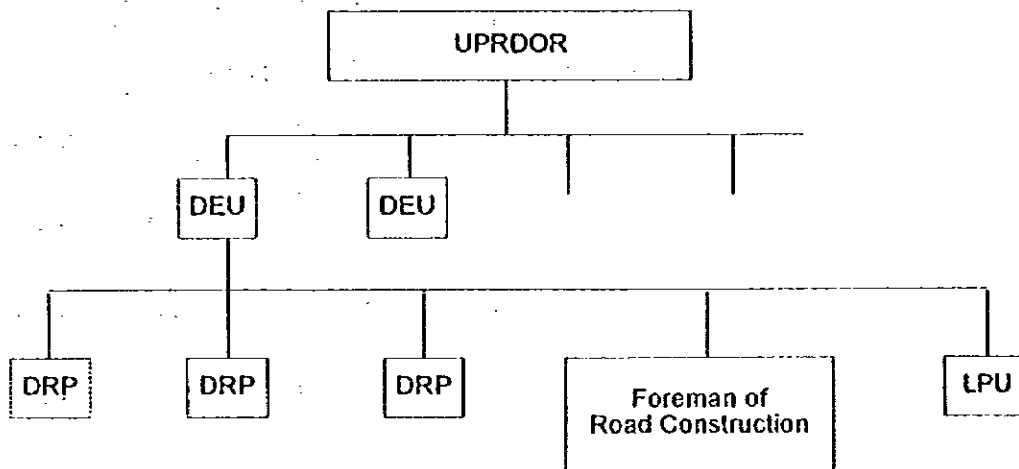 UPRDOR
DEU
DEU
DRP
DRP
DRP
Foreman of
Road Construction
LPU